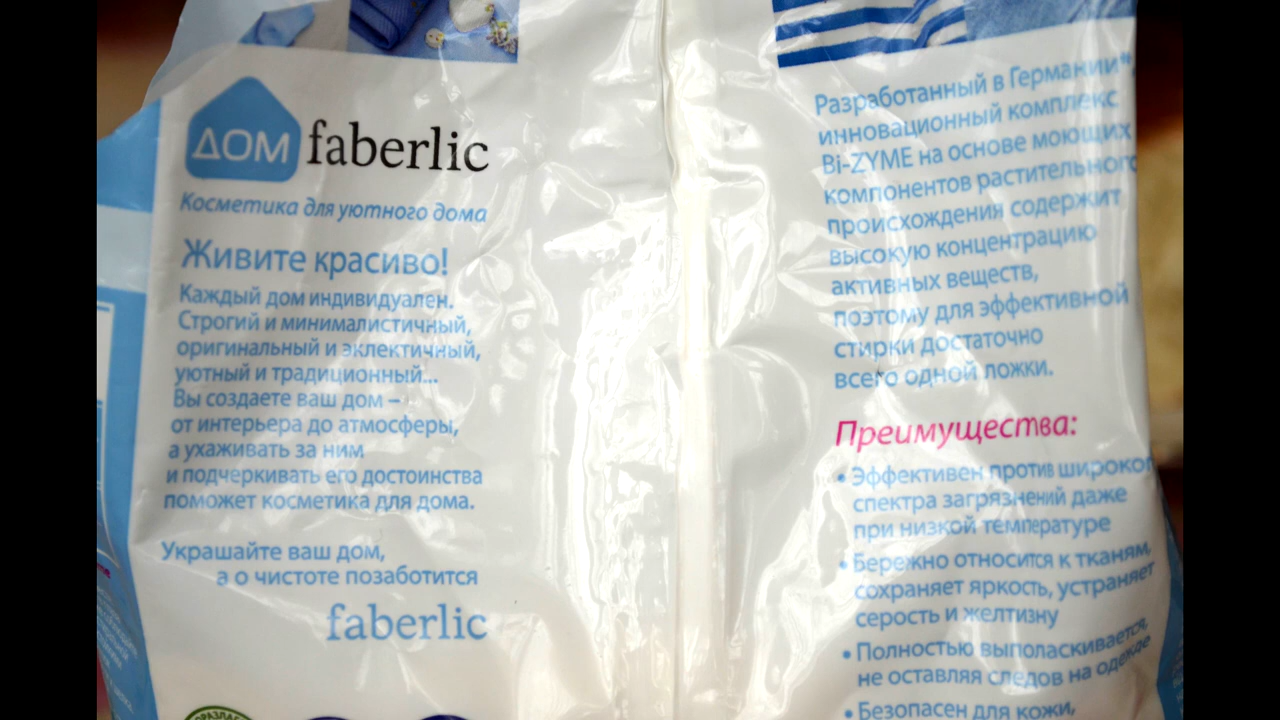 ДОМ faberlic
Косметика для уютного дома
Живите красиво!
Каждый дом индивидуален.
Строгий и минималистичный,
оригинальный и эклектичный,
уютный и традиционный...
Вы создаете ваш дом –
от интерьера до атмосферы,
а ухаживать за ним
и подчеркивать его достоинства
поможет косметика для дома.
Украшайте ваш дом,
а о чистоте позаботится
faberlic
Разработанный в Германии*
инновационный комплекс
Bi-ZYME на основе моющих
компонентов растительного
происхождения содержит
высокую концентрацию
активных веществ,
поэтому для эффективной
стирки достаточно
всего одной ложки.
Преимущества:
• Эффективен против широког
спектра загрязнений даже
при низкой температуре
• Бережно относится к тканям,
сохраняет яркость, устраняет
серость и желтизну
• Полностью выполаскивается,
не оставляя следов на одежде
• Безопасен для кожи,